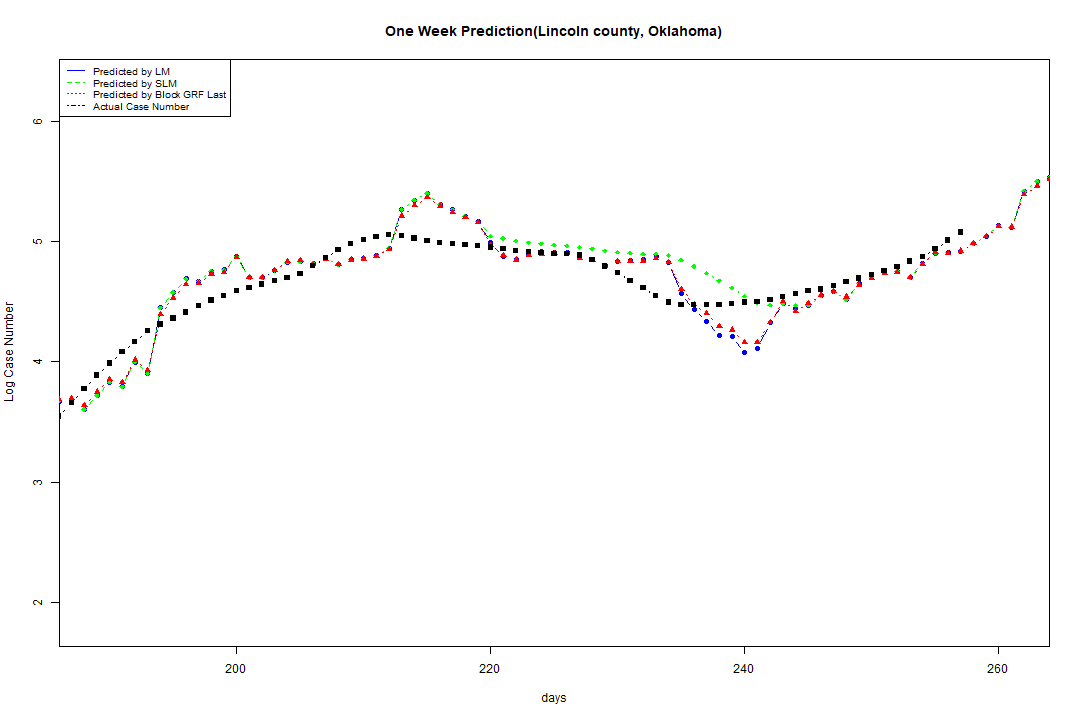 One Week Prediction(Lincoln county, Oklahoma)
Predicted by LM
Predicted by SLM
Predicted by Block GRF Last
Actual Case Number
6
5
4
3
2
Log Case Number
200 220 240 260
days